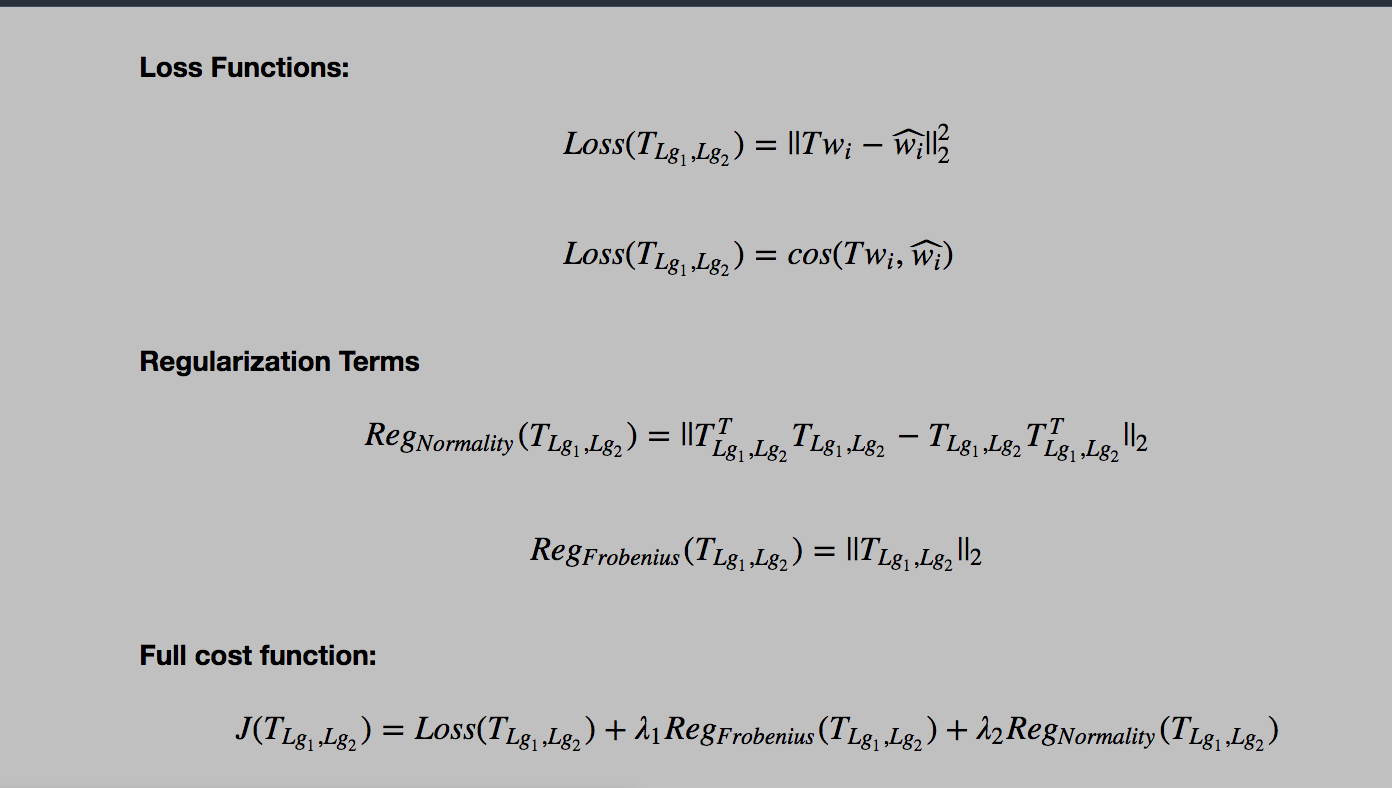 Loss Functions:
$Loss(T_{Lg_1,Lg_2}) = ||Tw_i - \widehat{w_i}||_2^2$
$Loss(T_{Lg_1,Lg_2}) = cos(Tw_i, \widehat{w_i})$
Regularization Terms
$Reg_{Normality}(T_{Lg_1,Lg_2}) = ||T_{Lg_1,Lg_2}^T T_{Lg_1,Lg_2} - T_{Lg_1,Lg_2} T_{Lg_1,Lg_2}^T||_2$
$Reg_{Frobenius}(T_{Lg_1,Lg_2}) = ||T_{Lg_1,Lg_2}||_2$
Full cost function:
$J(T_{Lg_1,Lg_2}) = Loss(T_{Lg_1,Lg_2}) + \lambda_1 Reg_{Frobenius}(T_{Lg_1,Lg_2}) + \lambda_2 Reg_{Normality}(T_{Lg_1,Lg_2})$